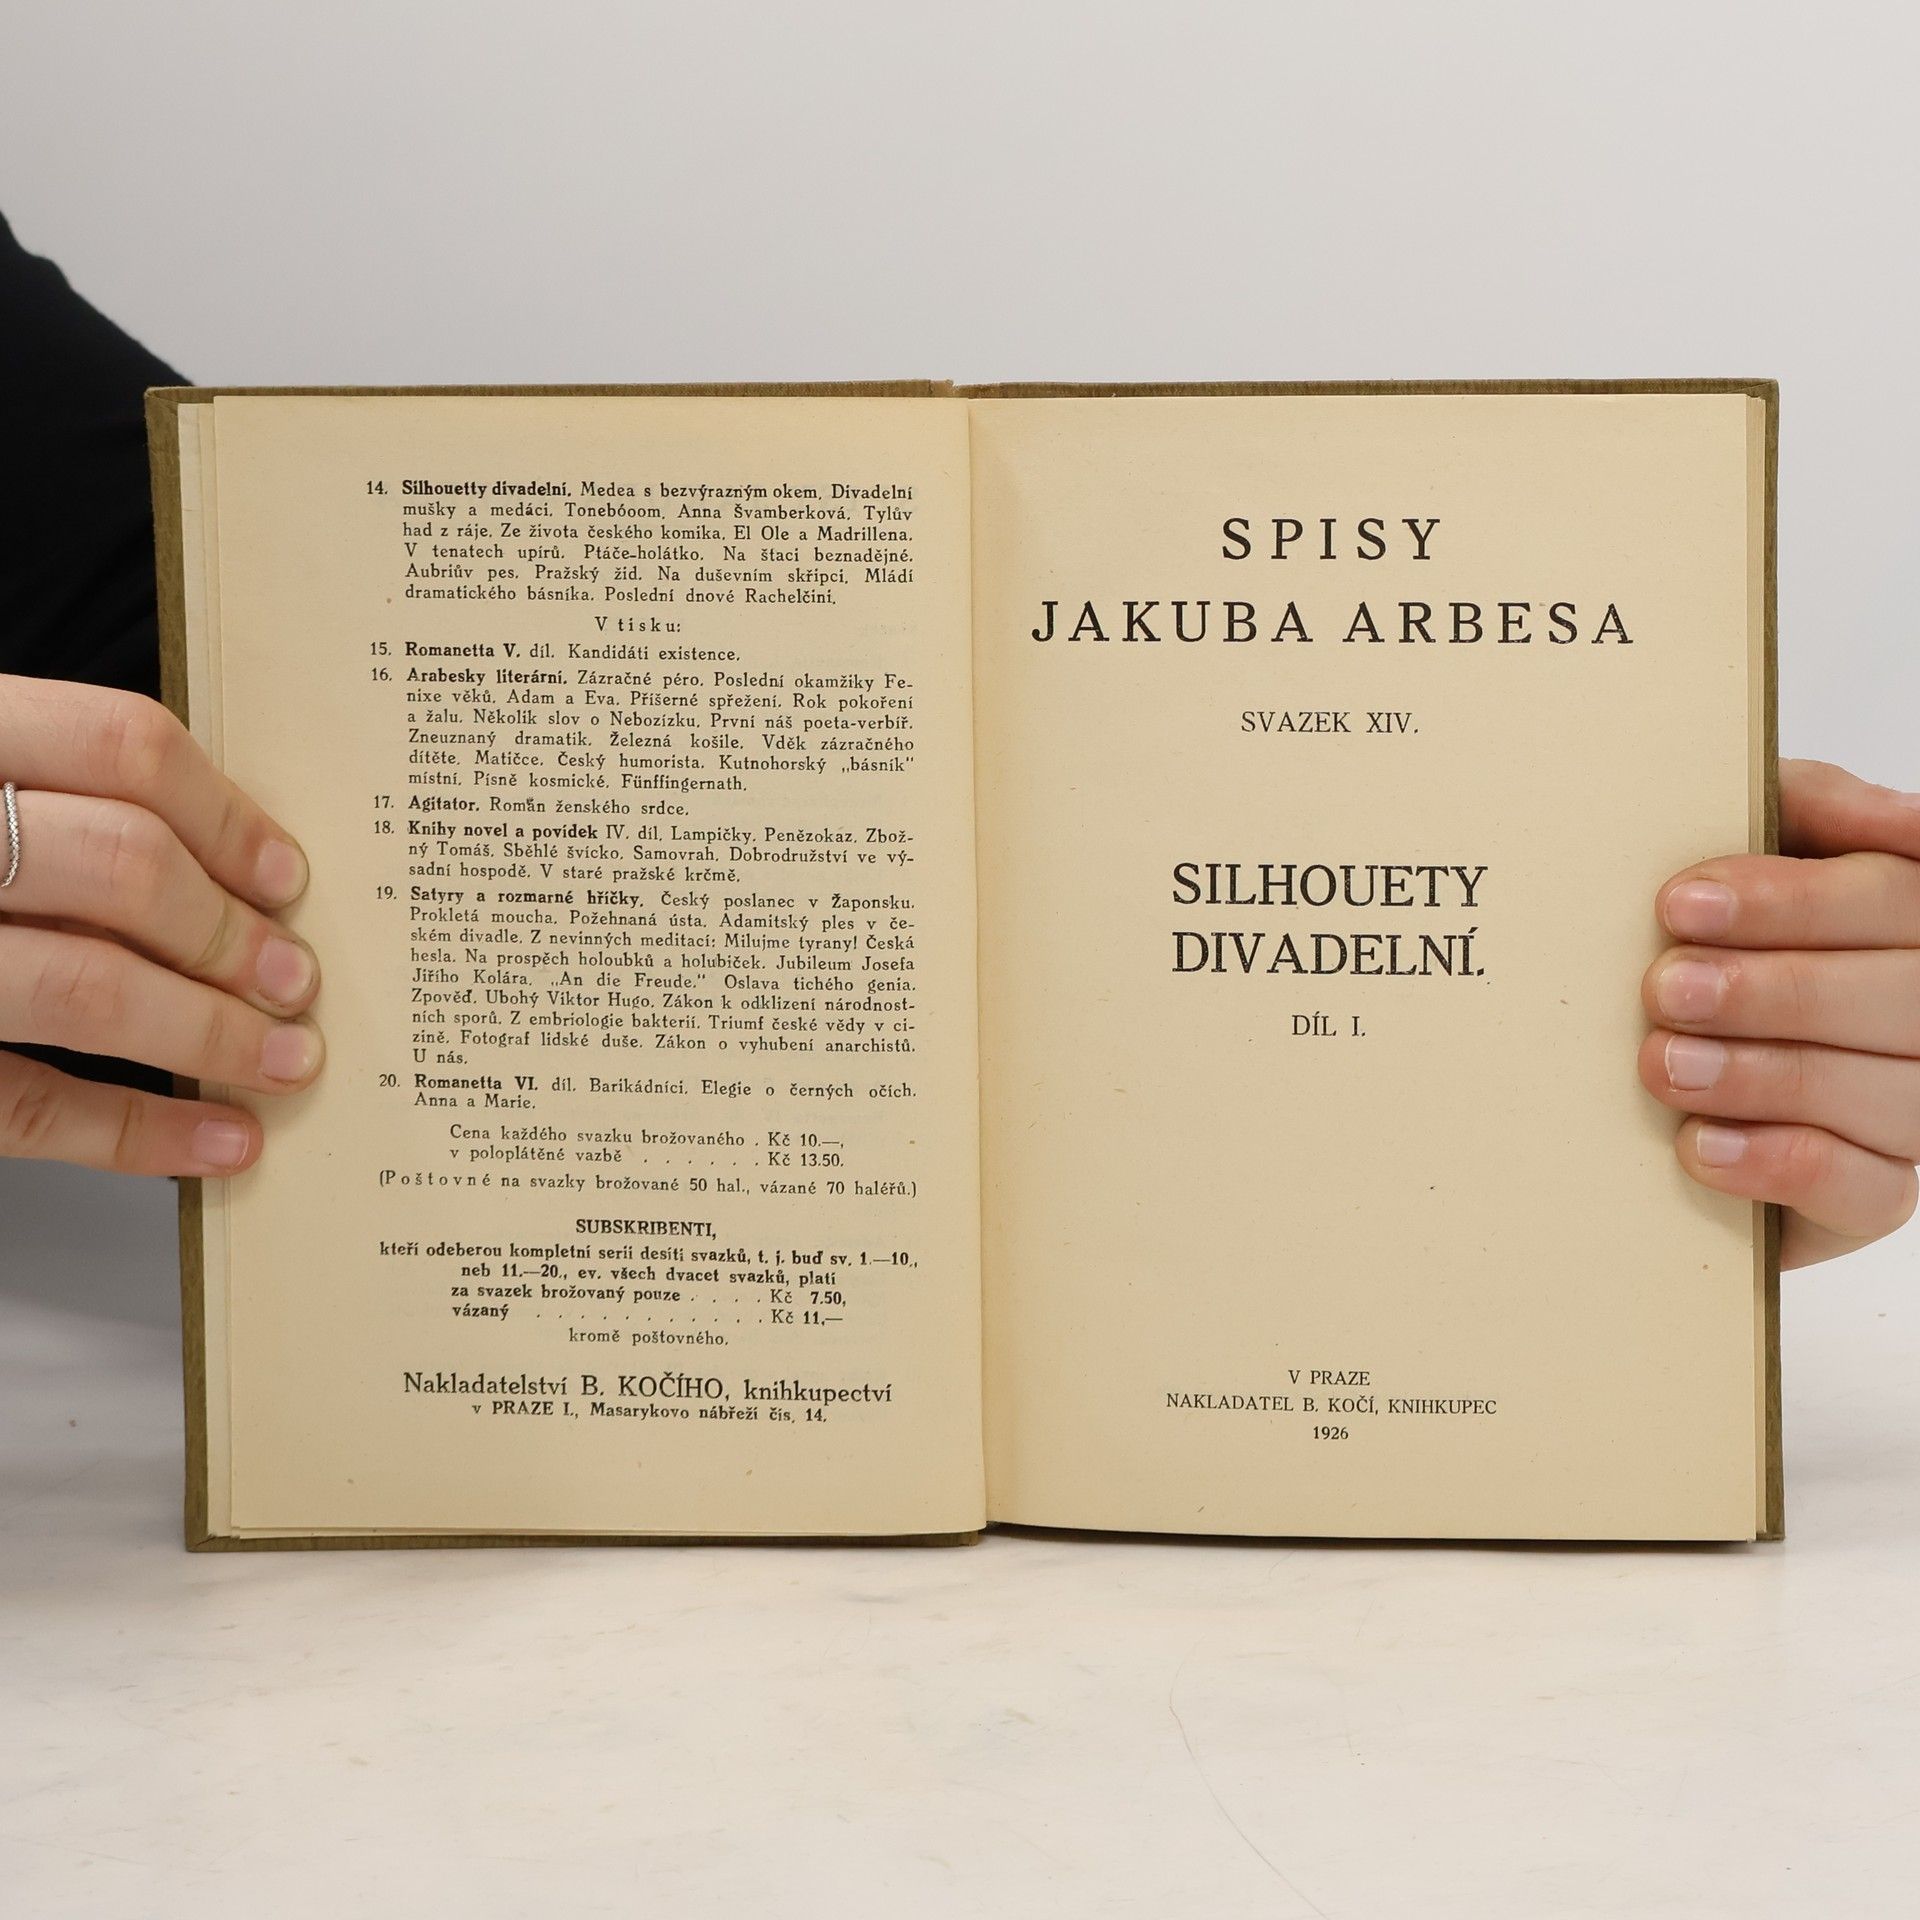 14. Silhouetty divadelní. Medea s bezvýrazným okem. Divadelní
mušky a medáci. Tonebóoom. Anna Švamberková. Tylův
had z ráje. Ze života českého komika. El Ole a Madrillena.
V tenatech upírů. Ptáče-holátko. Na štaci beznadějné.
Aubriův pes. Pražský žid. Na duševním skřipci. Mládí
dramatického básníka. Poslední dnové Rachelčini.
V tisku:
15. Romanetta V. díl. Kandidáti existence.
16. Arabesky literární. Zázračné péro. Poslední okamžiky Fe-
nixe věků. Adam a Eva. Příšerné spřežení. Rok pokoření
a žalu. Několik slov o Nebozízku. První náš poeta-verbíř.
Zneuznaný dramatik. Železná košile. Vděk zázračného
dítěte. Matičce. Český humorista. Kutnohorský „básník"
místní. Písně kosmické. Fünffingernath.
17. Agitator. Román ženského srdce.
18. Knihy novel a povídek IV. díl. Lampičky. Penězokaz. Zbož-
ný Tomáš. Sběhlé švícko. Samovrah. Dobrodružství ve vý-
sadní hospodě. V staré pražské krčmě.
19. Satyry a rozmarné hříčky. Český poslanec v Žaponsku.
Prokletá moucha. Požehnaná ústa. Adamitský ples v če-
ském divadle. Z nevinných meditací: Milujme tyrany! Česká
hesla. Na prospěch holoubků a holubiček. Jubileum Josefa
Jiřího Kolára. „An die Freude." Oslava tichého genia.
Zpověď. Ubohý Viktor Hugo. Zákon k odklizení národnost-
ních sporů. Z embriologie bakterií. Triumf české vědy v ci-
zině. Fotograf lidské duše. Zákon o vyhubení anarchistů.
U nás.
20. Romanetta VI. díl. Barikádníci. Elegie o černých očích.
Anna a Marie.
Cena každého svazku brožovaného . Kč 10.—,
v poloplátěné vazbě . . . . . . Kč 13.50.
(Poštovné na svazky brožované 50 hal., vázané 70 haléřů.)
SUBSKRIBENTI,
kteří odeberou kompletní serii desíti svazků, t. j. buď sv. 1.—10.,
neb 11.—20., ev. všech dvacet svazků, platí
za svazek brožovaný pouze . . . . Kč 7.50,
vázaný . . . . . . . . . . . Kč 11.—
kromě poštovného.
Nakladatelství B. KOČÍHO, knihkupectví
v PRAZE I., Masarykovo nábřeží čís. 14.
SPISY
JAKUBA ARBESA
SVAZEK XIV.
SILHOUETY
DIVADELNÍ.
DÍL I.
V PRAZE
NAKLADATEL B. KOČÍ, KNIHKUPEC
1926